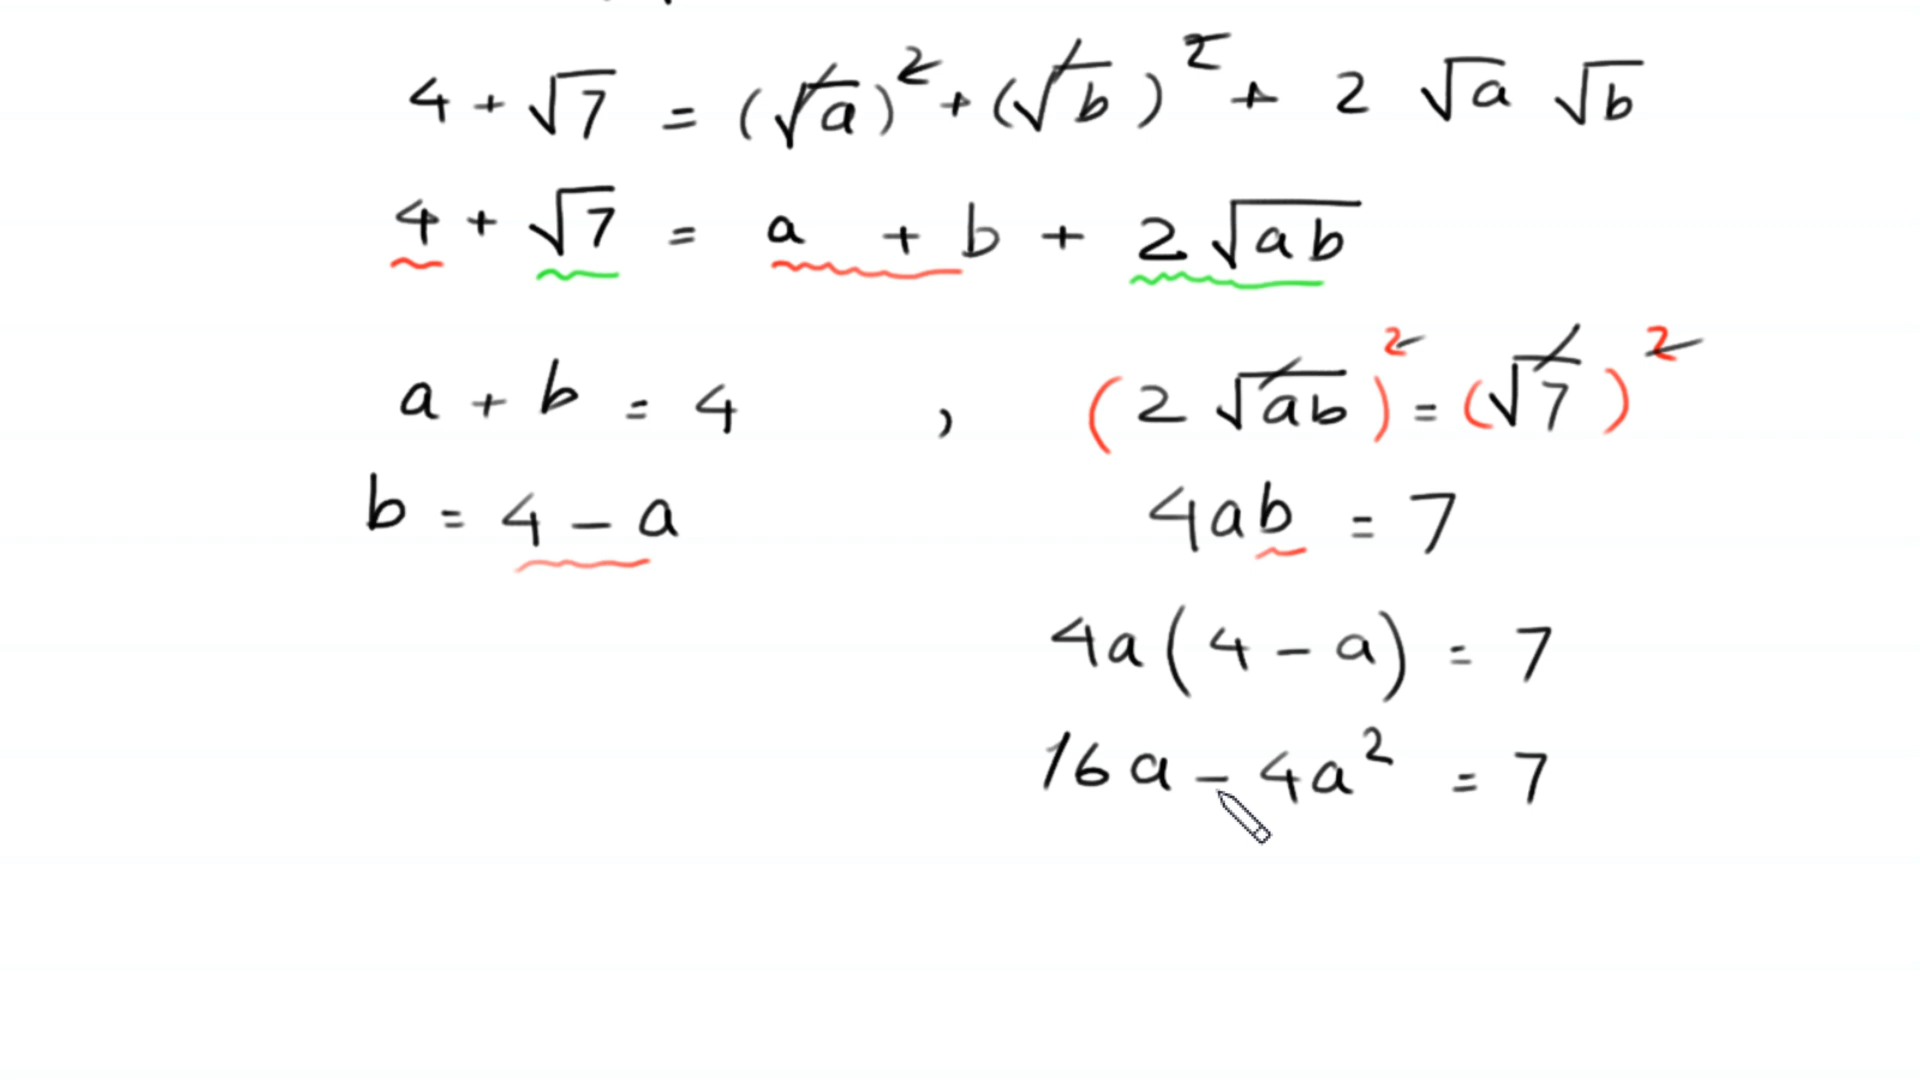 4 + √7 = (√a)² + (√b)² + 2 √a √b
4 + √7 = a + b + 2 √ab
a + b = 4 , (2 √ab)² = (√7)²
b = 4 - a 4ab = 7
4a(4 - a) = 7
16a - 4a² = 7